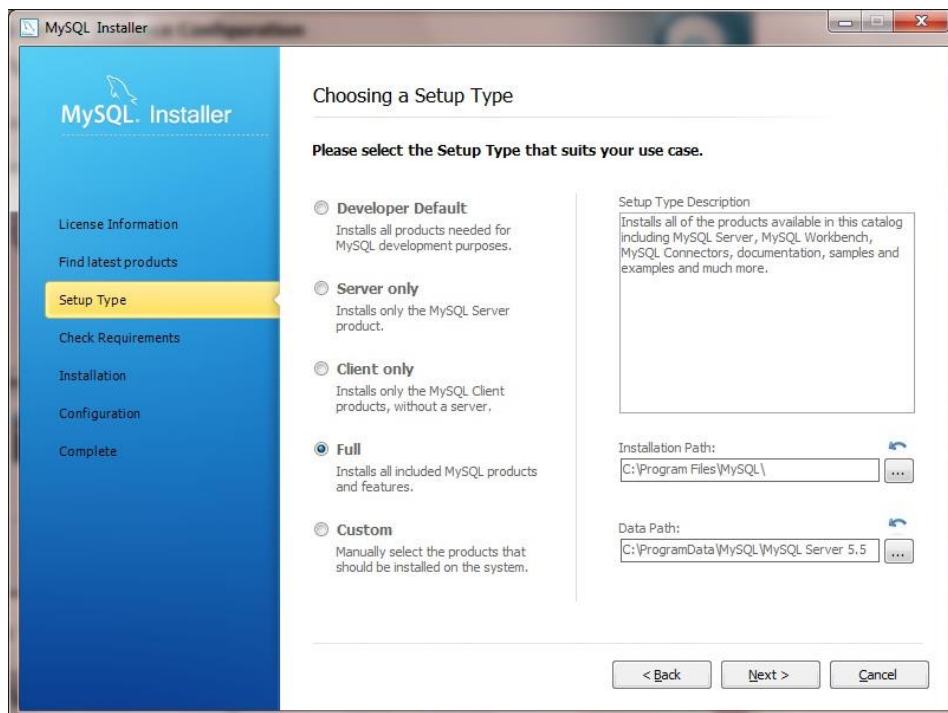 MySQL Installer
MySQL. Installer
License Information
Find latest products
Setup Type
Check Requirements
Installation
Configuration
Complete
Choosing a Setup Type
Please select the Setup Type that suits your use case.
Developer Default
Installs all products needed for
MySQL development purposes.
Server only
Installs only the MySQL Server
product.
Client only
Installs only the MySQL Client
products, without a server.
Full
Installs all included MySQL products
and features.
Custom
Manually select the products that
should be installed on the system.
Setup Type Description
Installs all of the products available in this catalog
including MySQL Server, MySQL Workbench,
MySQL Connectors, documentation, samples and
examples and much more.
Installation Path:
C:\Program Files\MySQL\
...
Data Path:
C:\ProgramData\MySQL\MySQL Server 5.5
...
< Back
Next >
Cancel